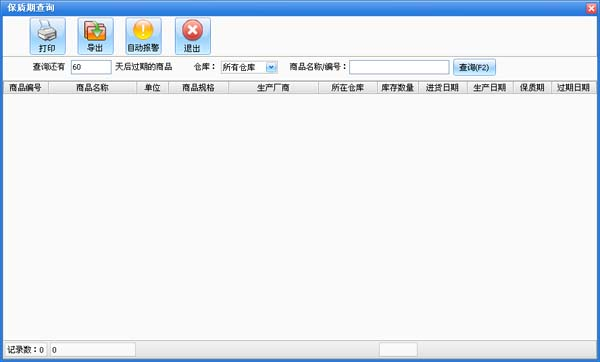 保质期查询
打印 导出 自动报警 退出
查询还有 60 天后过期的商品 仓库： 所有仓库 商品名称/编号： 查询(F2)
商品编号 商品名称 单位 商品规格 生产厂商 所在仓库 库存数量 进货日期 生产日期 保质期 过期日期
记录数：0 0